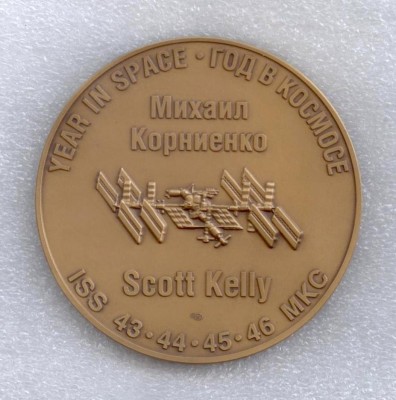 YEAR IN SPACE • ГОД В КОСМОСЕ
Михаил
Корниенко
Scott Kelly
ISS 43 • 44 • 45 • 46 МКС